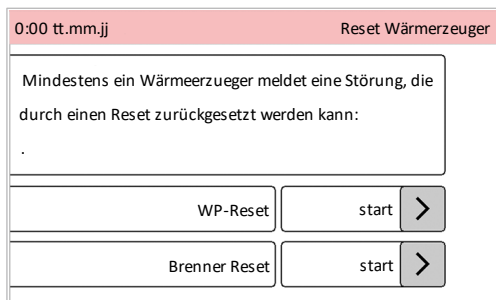 0:00 tt.mm.jj Reset Wärmerzeuger
Mindestens ein Wärmeerzueger meldet eine Störung, die
durch einen Reset zurückgesetzt werden kann:
.
WP-Reset start
Brenner Reset start